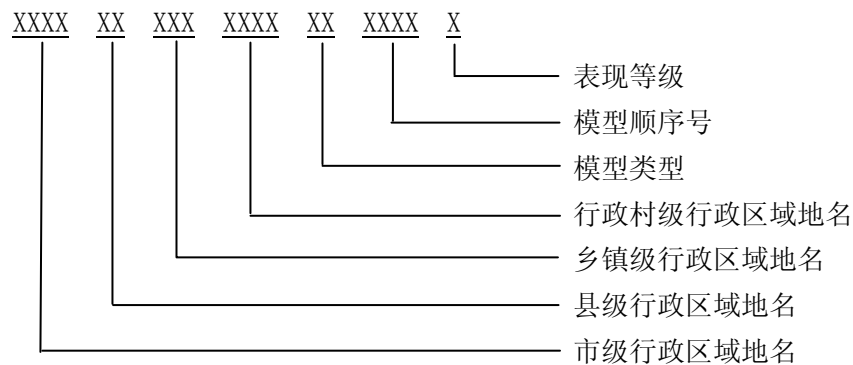 XXXX XX XXX XXXX XX XXXX X
表现等级
模型顺序号
模型类型
行政村级行政区域地名
乡镇级行政区域地名
县级行政区域地名
市级行政区域地名